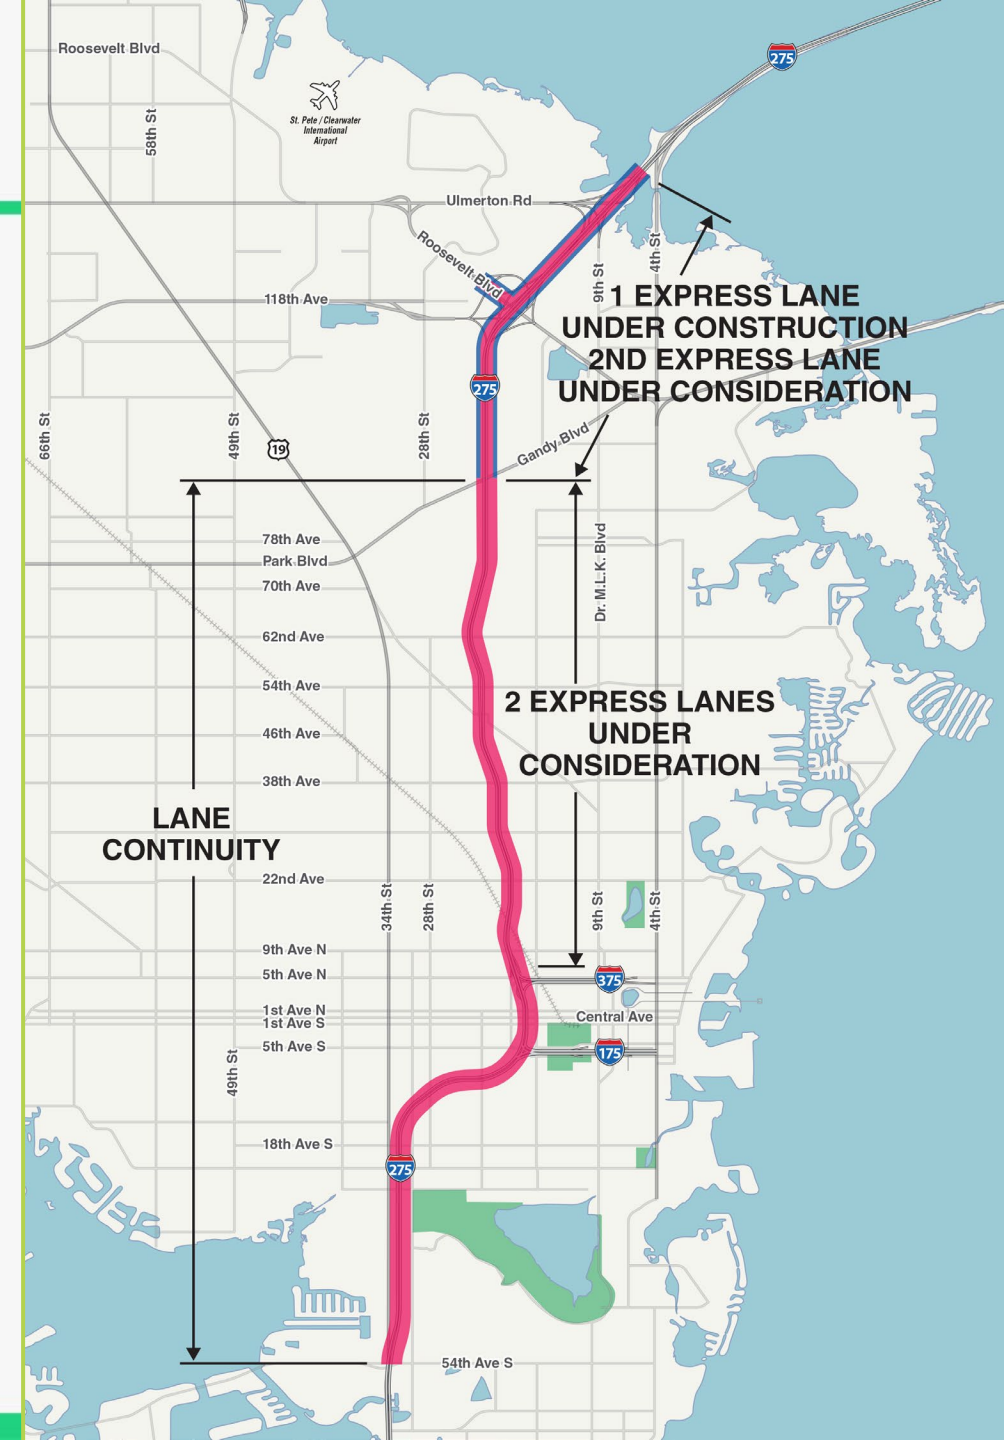 275
Roosevelt Blvd
58th St
St. Pete / Clearwater
International
Airport
Ulmerton Rd
Roosevelt Blvd
9th St
4th St
118th Ave
1 EXPRESS LANE
UNDER CONSTRUCTION
2ND EXPRESS LANE
UNDER CONSIDERATION
275
66th St
49th St
19
28th St
Gandy Blvd
78th Ave
Park Blvd
70th Ave
Dr. M.L.K. Blvd
62nd Ave
54th Ave
2 EXPRESS LANES
UNDER
CONSIDERATION
46th Ave
38th Ave
LANE
CONTINUITY
22nd Ave
34th St
28th St
9th St
4th St
9th Ave N
5th Ave N
375
1st Ave N
1st Ave S
Central Ave
5th Ave S
175
49th St
18th Ave S
275
54th Ave S